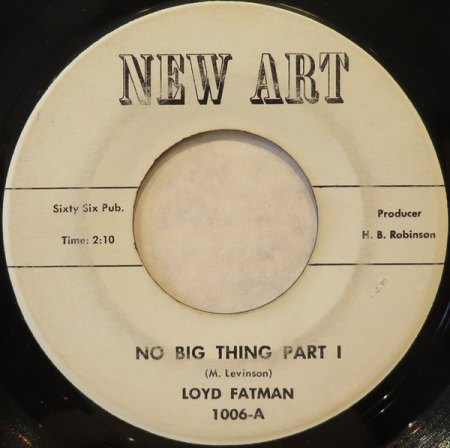 NEW ART
Sixty Six Pub.
Time: 2:10
Producer
H. B. Robinson
NO BIG THING PART I
(M. Levinson)
LOYD FATMAN
1006-A